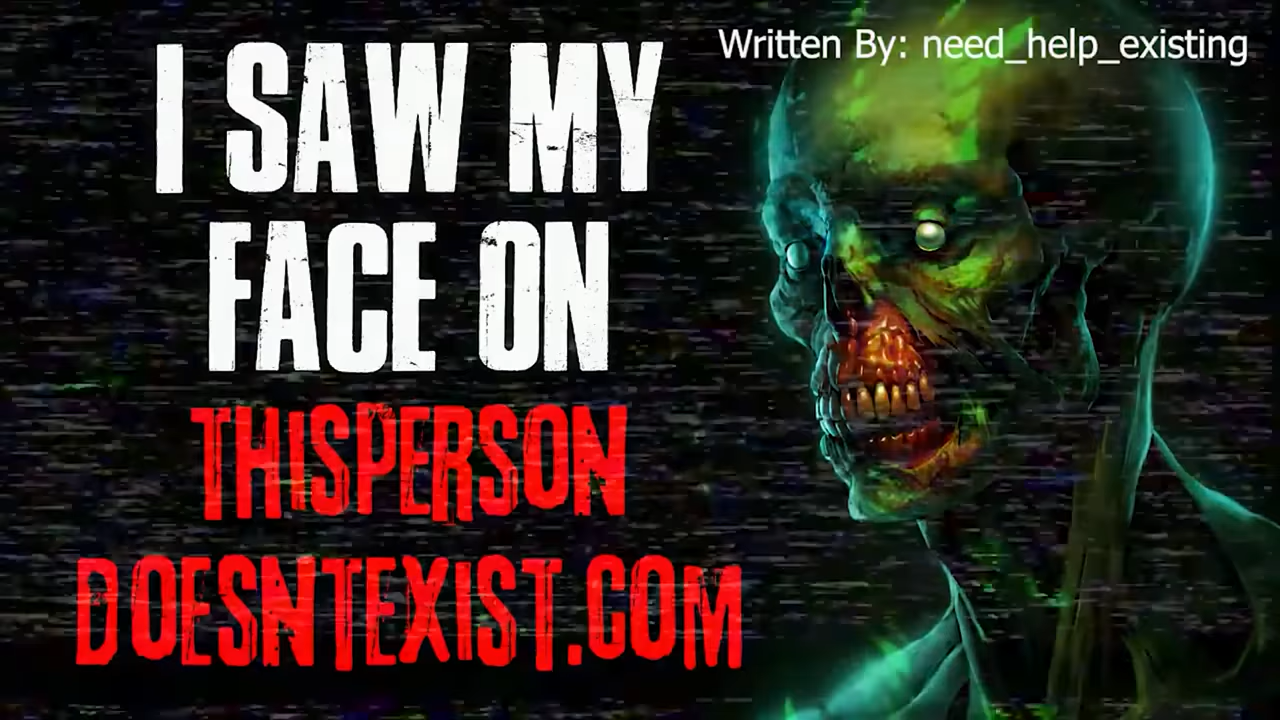 Written By: need_help_existing
I SAW MY
FACE ON
THISPERSON
DOESNTEXIST.COM